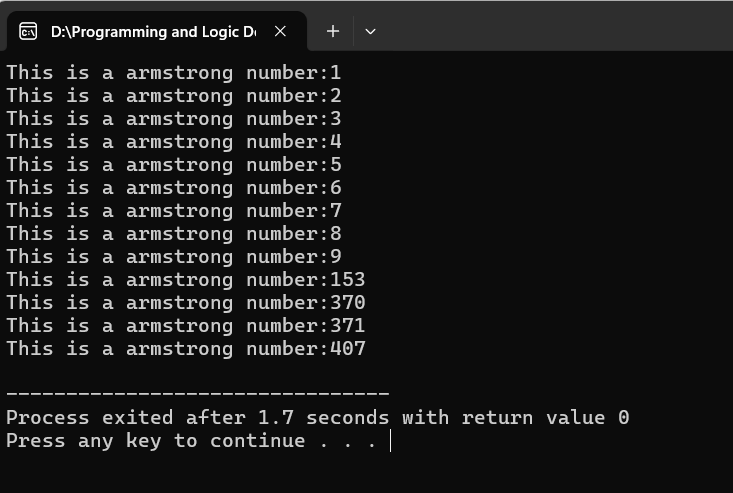 D:\Programming and Logic De
This is a armstrong number:1
This is a armstrong number:2
This is a armstrong number:3
This is a armstrong number:4
This is a armstrong number:5
This is a armstrong number:6
This is a armstrong number:7
This is a armstrong number:8
This is a armstrong number:9
This is a armstrong number:153
This is a armstrong number:370
This is a armstrong number:371
This is a armstrong number:407
--------------------------------
Process exited after 1.7 seconds with return value 0
Press any key to continue . . .